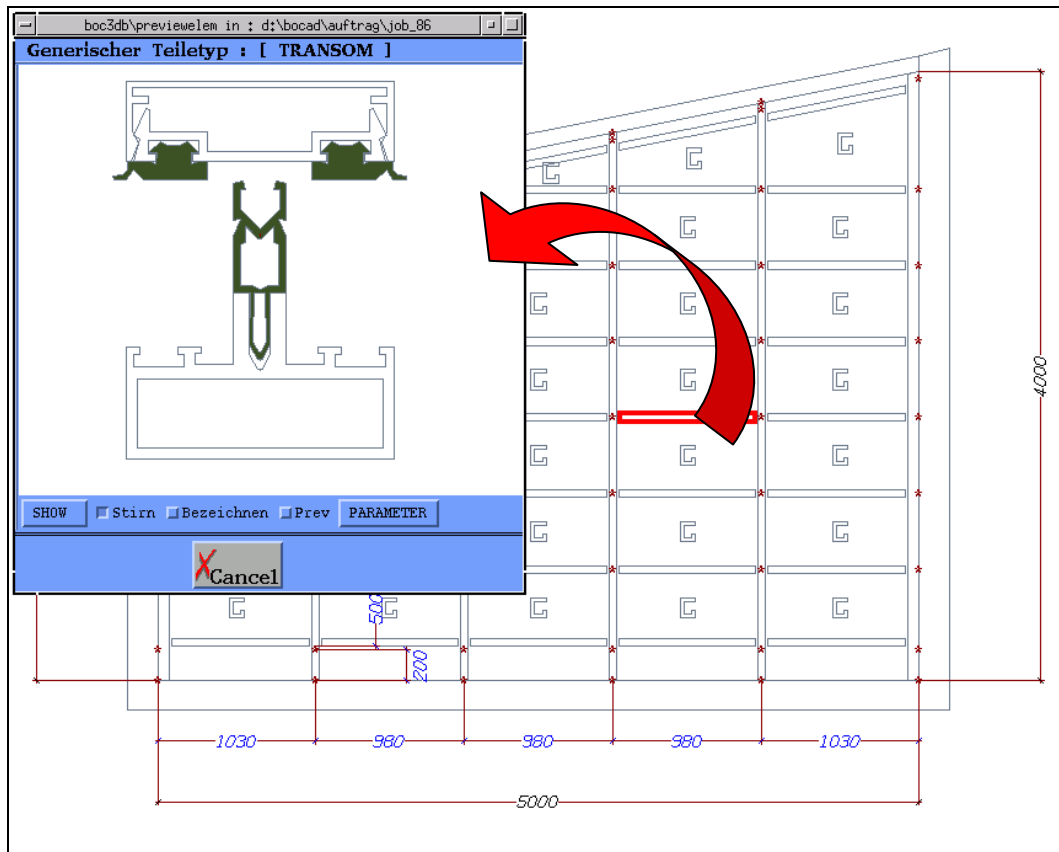 boc3db\previewelem in : d:\bocad\auftrag\job_86
Generischer Teiletyp : [ TRANSOM ]
SHOW Stirn Bezeichnen Prev PARAMETER
Cancel
G G G
G G
G G G
G G G
G G G
G G G
G G G
G G
4000
500
200
1030 980 980 980 1030
5000